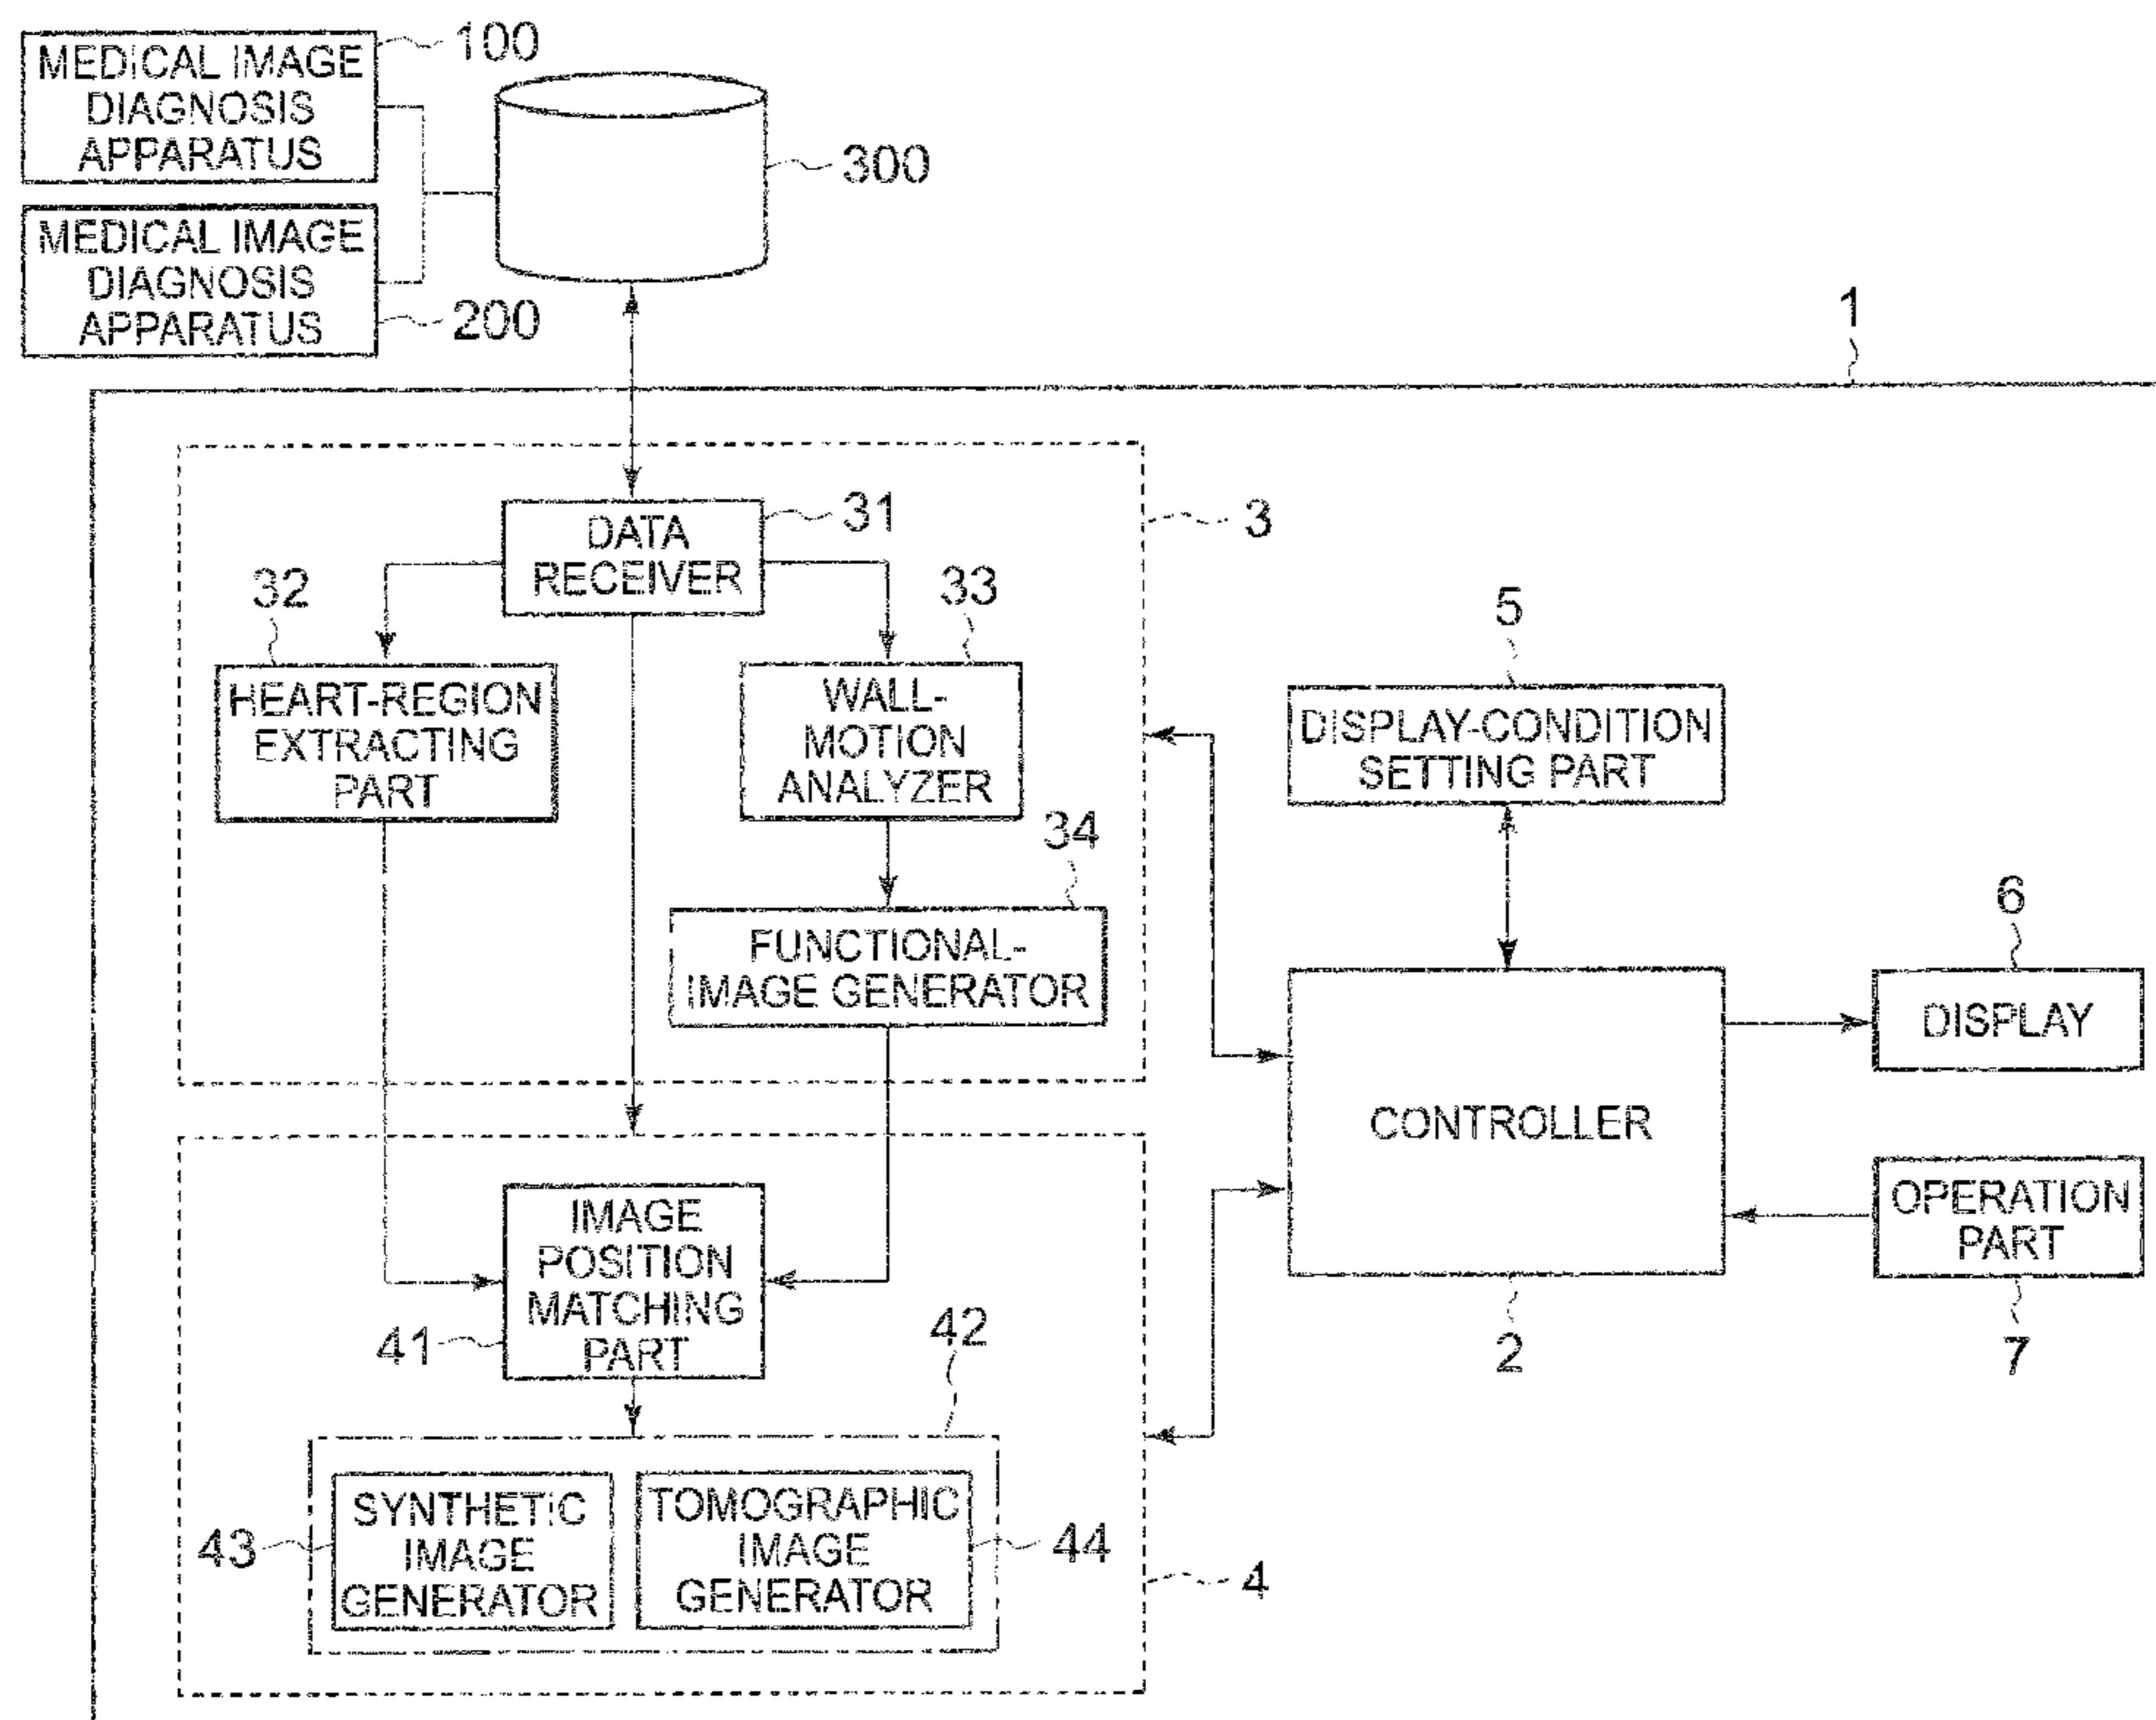 MEDICAL IMAGE
DIAGNOSIS
APPARATUS
100
300
MEDICAL IMAGE
DIAGNOSIS
APPARATUS
200
1
DATA
RECEIVER
31
3
32
33
HEART-REGION
EXTRACTING
PART
WALL-
MOTION
ANALYZER
34
FUNCTIONAL-
IMAGE GENERATOR
5
DISPLAY-CONDITION
SETTING PART
6
DISPLAY
CONTROLLER
2
OPERATION
PART
7
IMAGE
POSITION
MATCHING
PART
41
42
43
SYNTHETIC
IMAGE
GENERATOR
TOMOGRAPHIC
IMAGE
GENERATOR
44
4